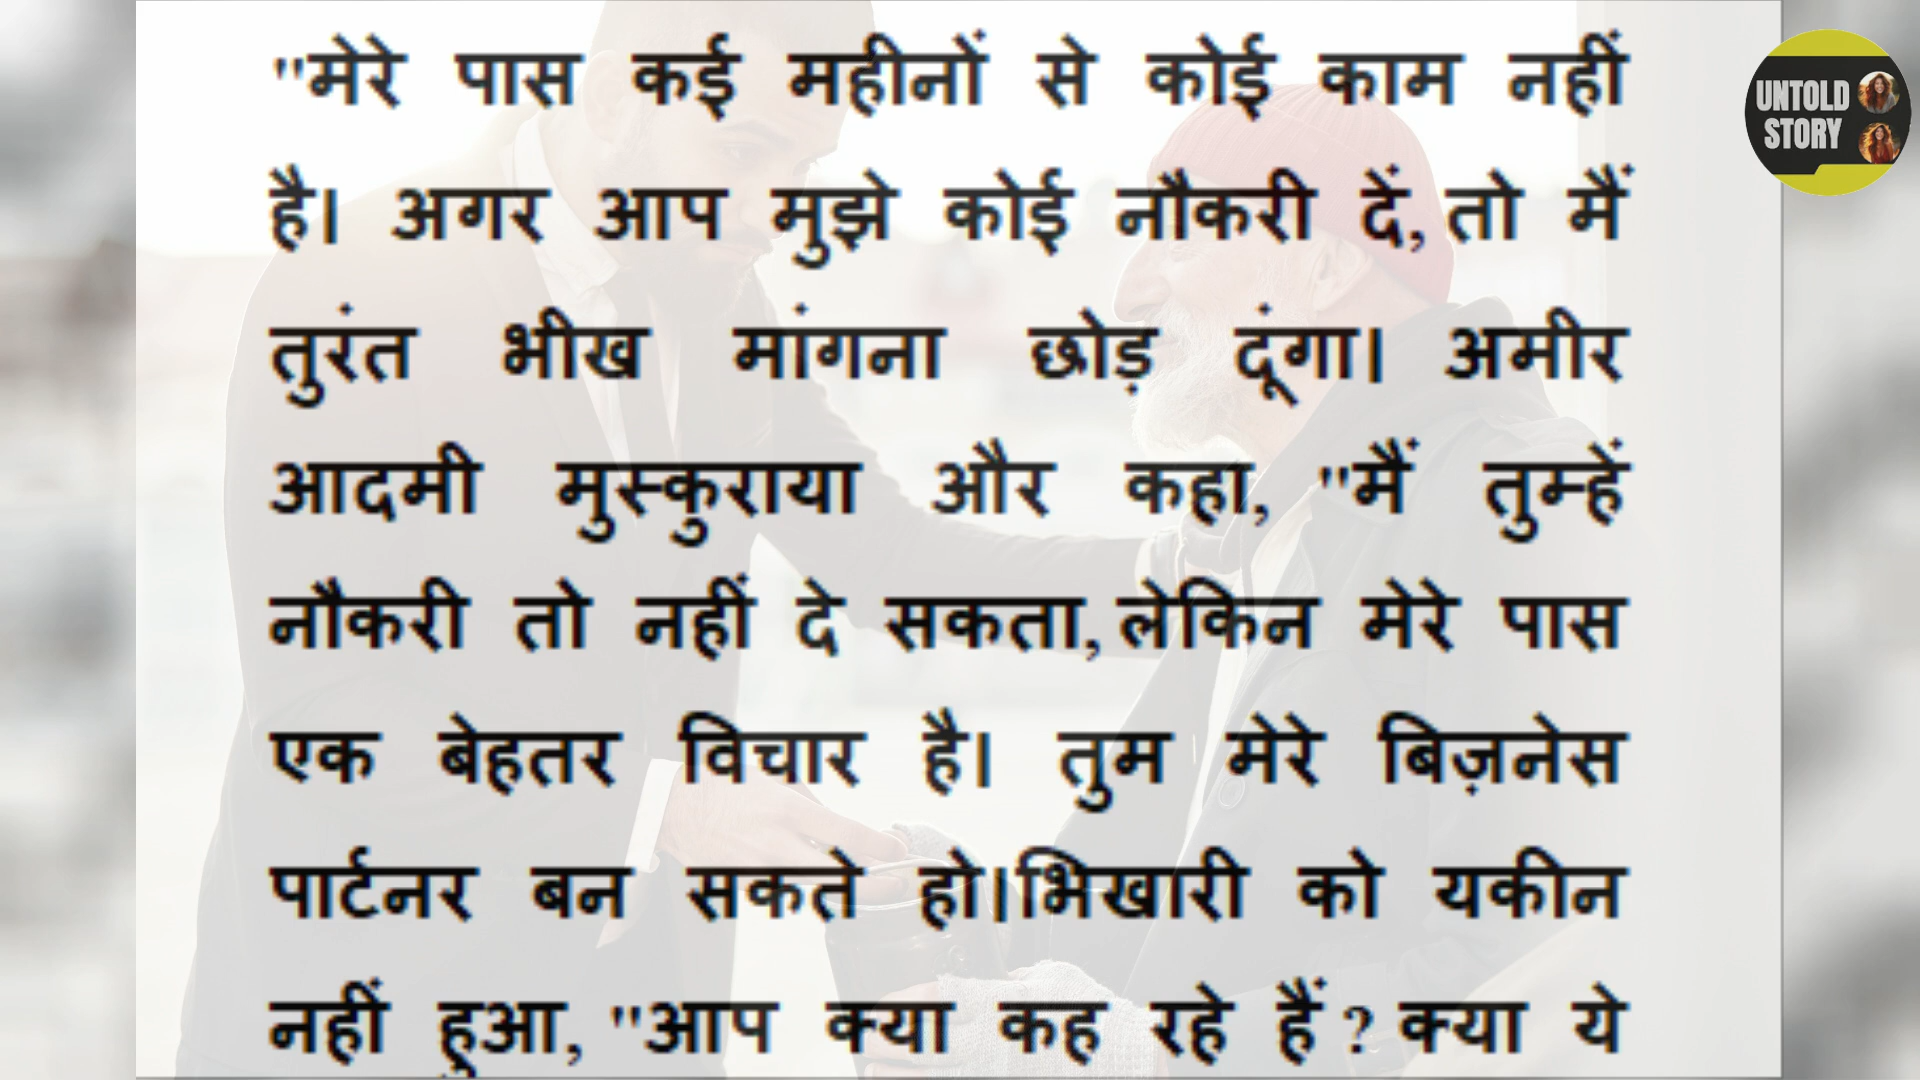 "मेरे पास कई महीनों से कोई काम नहीं
है। अगर आप मुझे कोई नौकरी दें, तो मैं
तुरंत भीख मांगना छोड़ दूंगा। अमीर
आदमी मुस्कुराया और कहा, "मैं तुम्हें
नौकरी तो नहीं दे सकता, लेकिन मेरे पास
एक बेहतर विचार है। तुम मेरे बिज़नेस
पार्टनर बन सकते हो।भिखारी को यकीन
नहीं हुआ, "आप क्या कह रहे हैं ? क्या ये
UNTOLD
STORY